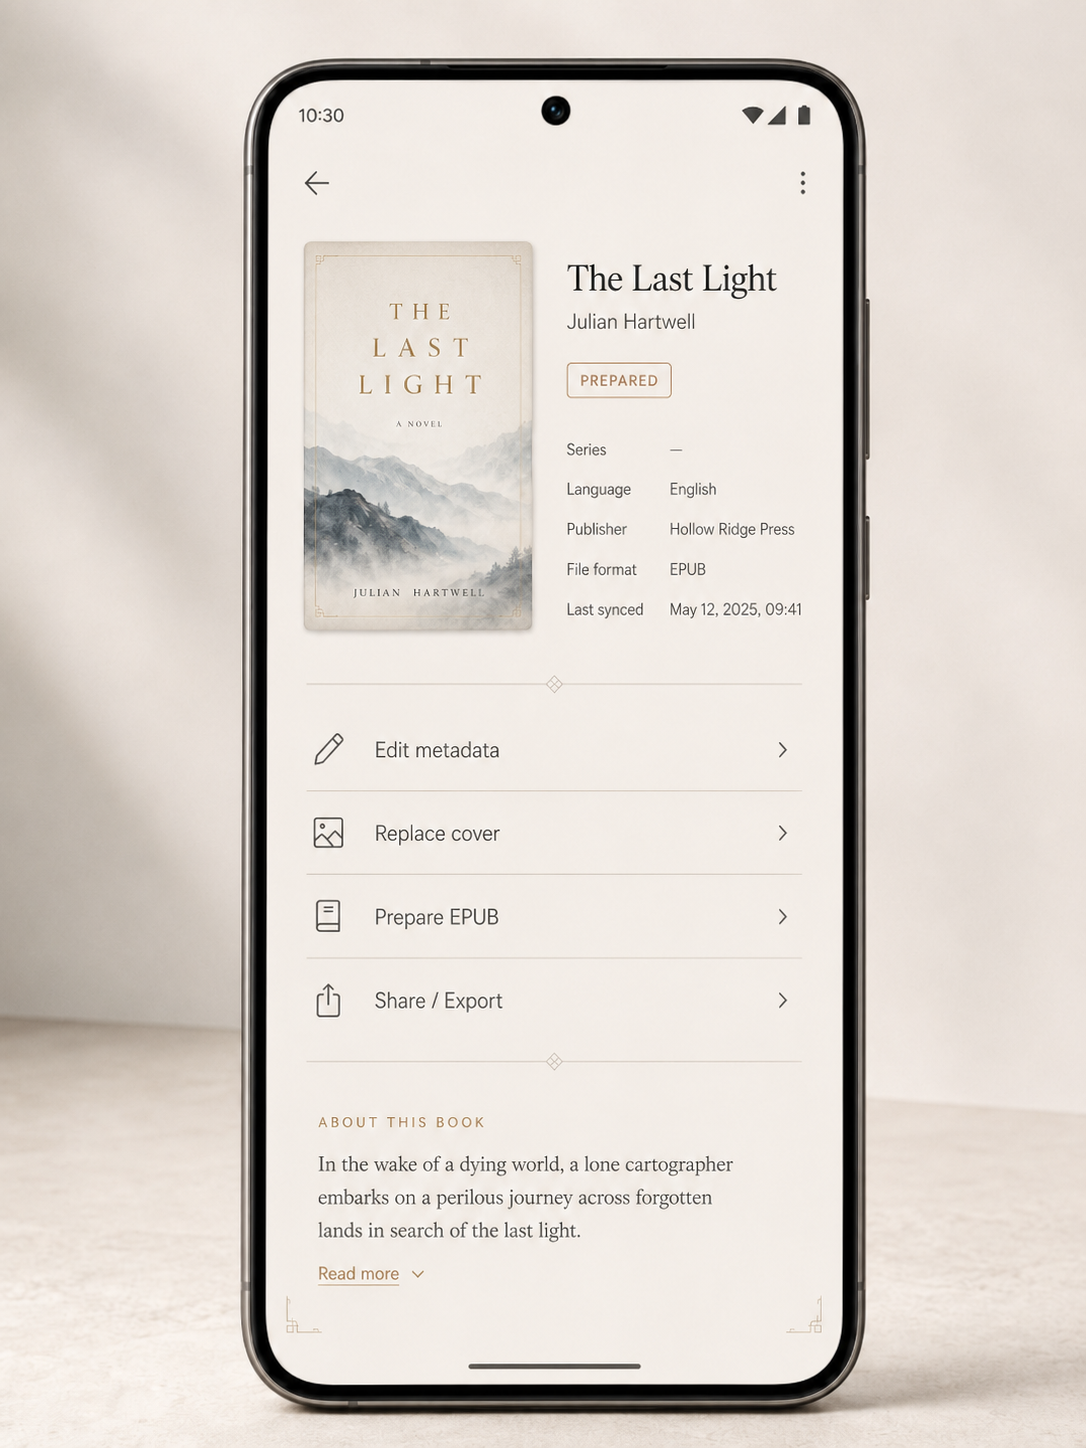 10:30
THE
LAST
LIGHT
A NOVEL
JULIAN HARTWELL
The Last Light
Julian Hartwell
PREPARED
Series —
Language English
Publisher Hollow Ridge Press
File format EPUB
Last synced May 12, 2025, 09:41
Edit metadata
Replace cover
Prepare EPUB
Share / Export
ABOUT THIS BOOK
In the wake of a dying world, a lone cartographer
embarks on a perilous journey across forgotten
lands in search of the last light.
Read more